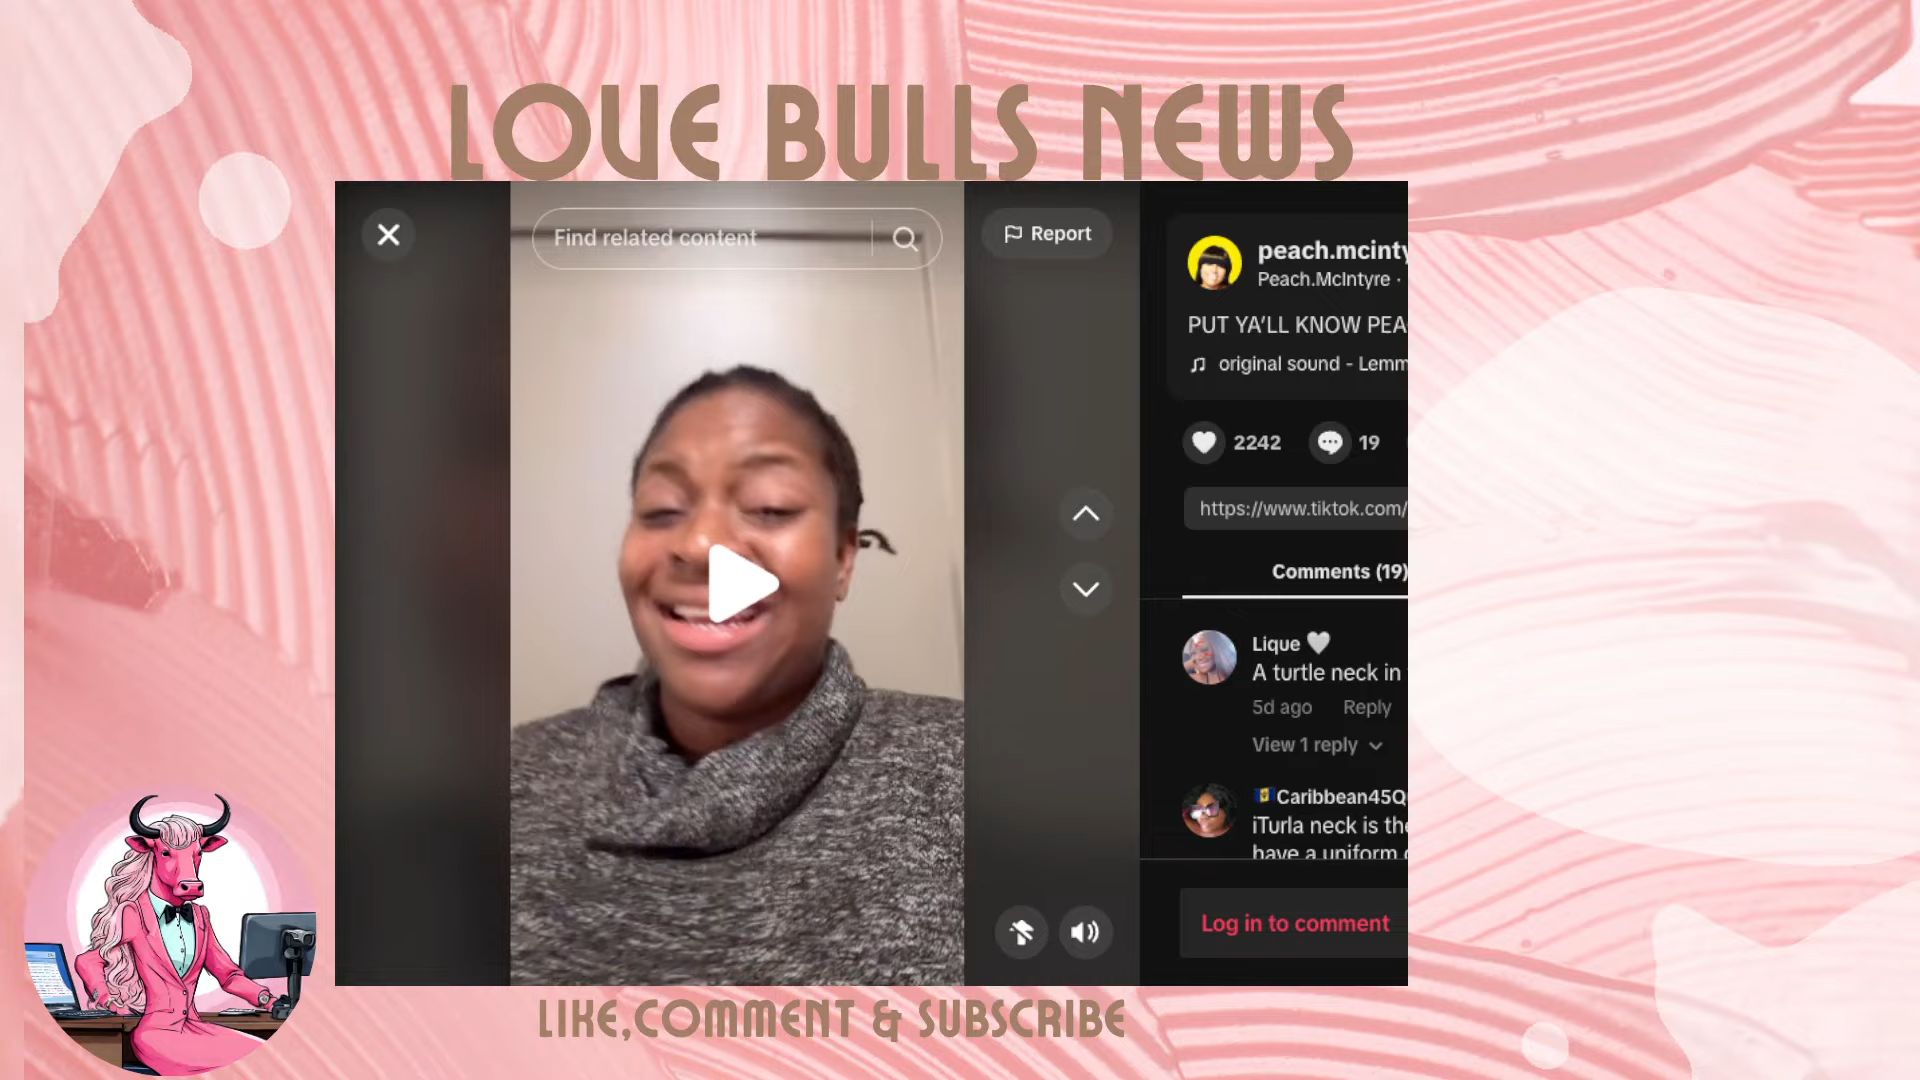 LOVE BULLS NEWS
Find related content
Report
peach.mcinty
Peach.McIntyre ·
PUT YA'LL KNOW PEA
original sound - Lemm
2242
19
https://www.tiktok.com/
Comments (19)
Lique
A turtle neck in
5d ago Reply
View 1 reply
Caribbean45Q
iTurla neck is the
have a uniform
Log in to comment
LIKE,COMMENT & SUBSCRIBE